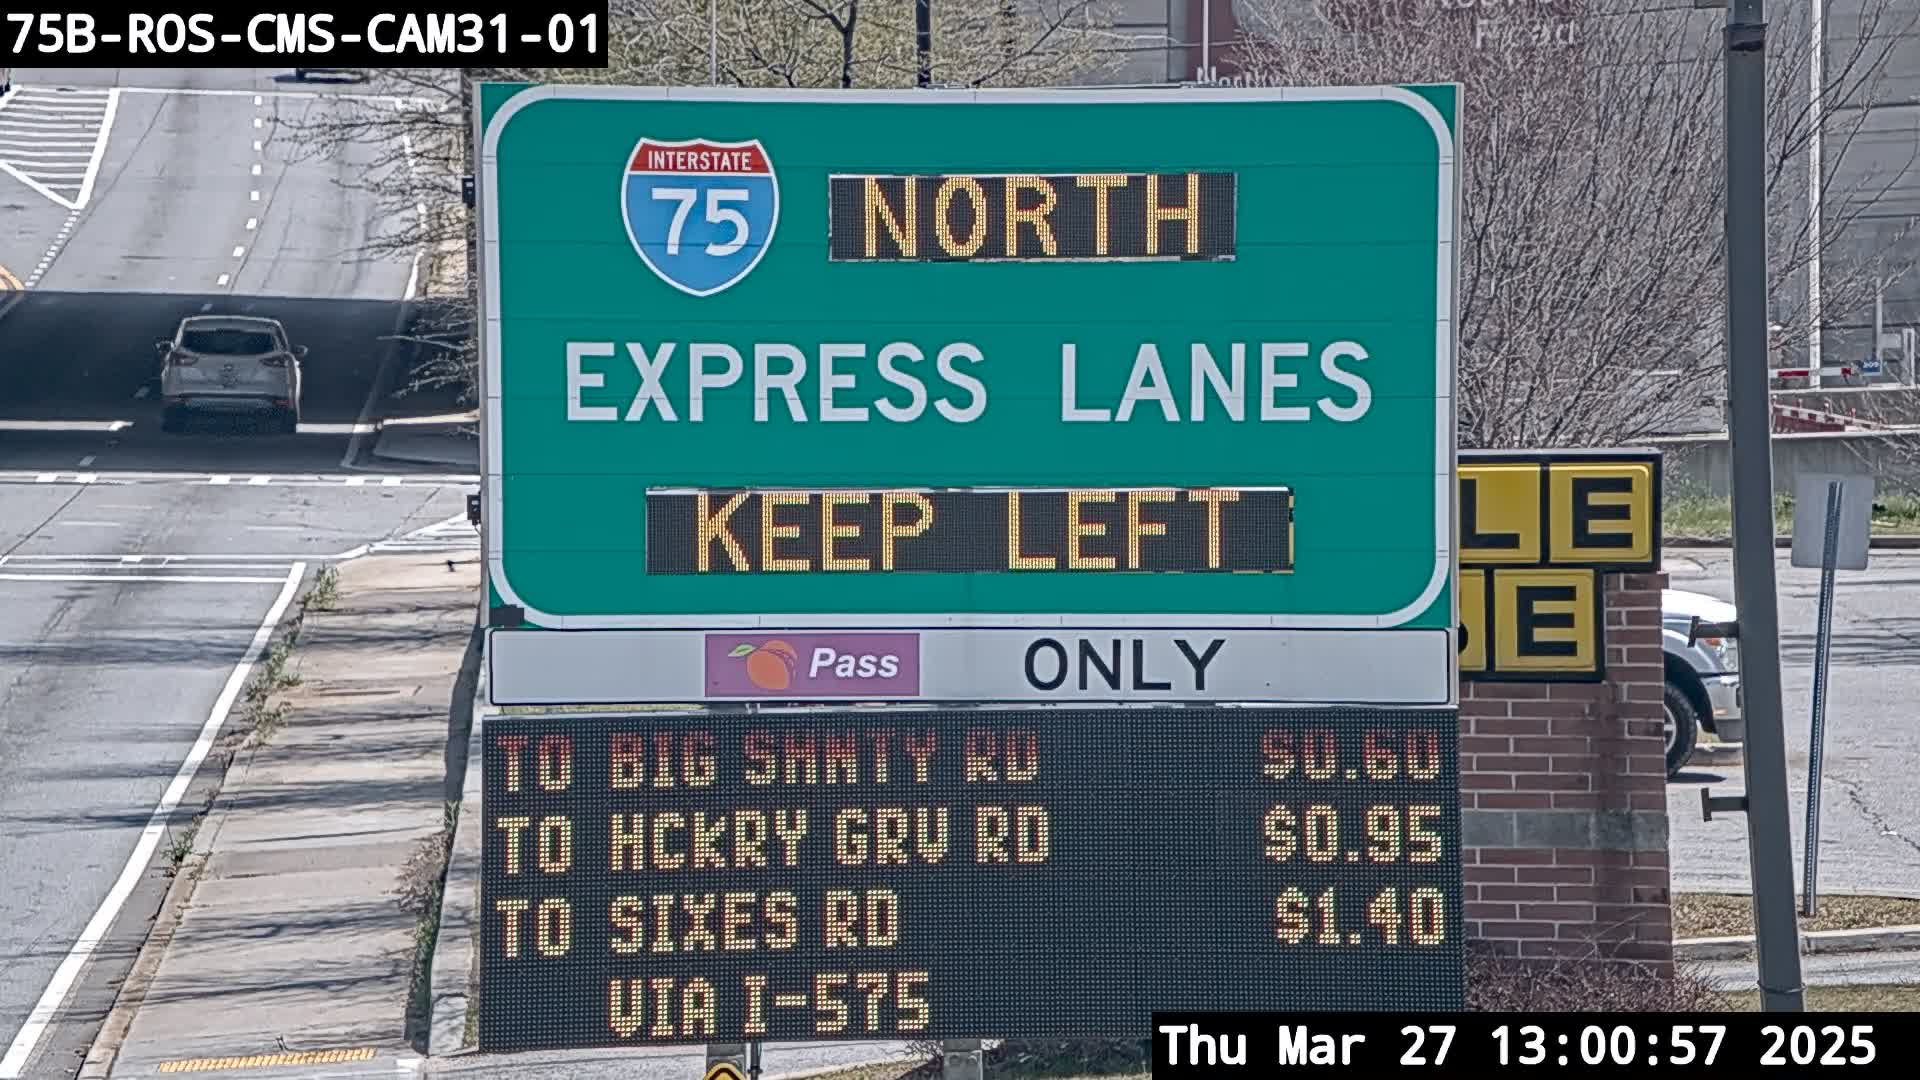 75B-ROS-CMS-CAM31-01
INTERSTATE
75
NORTH
EXPRESS LANES
KEEP LEFT
Pass ONLY
TO BIG SHNTY RD $0.60
TO HCKRY GRV RD $0.95
TO SIXES RD $1.40
VIA I-575
LE
E
Thu Mar 27 13:00:57 2025